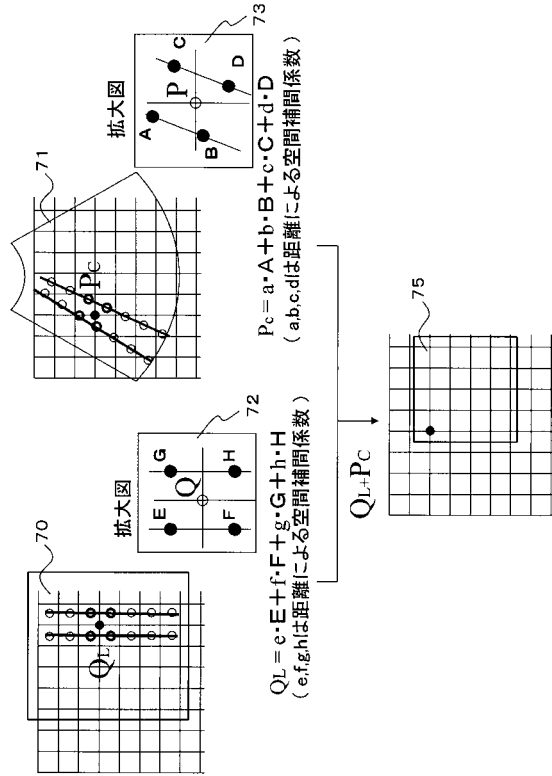 70
QL
拡大図
72
E
G
Q
F
H
QL=e・E+f・F+g・G+h・H
( e,f,g,hは距離による空間補間係数 )
71
PC
拡大図
73
A
C
P
B
D
Pc=a・A+b・B+c・C+d・D
( a,b,c,dは距離による空間補間係数 )
QL+PC
75